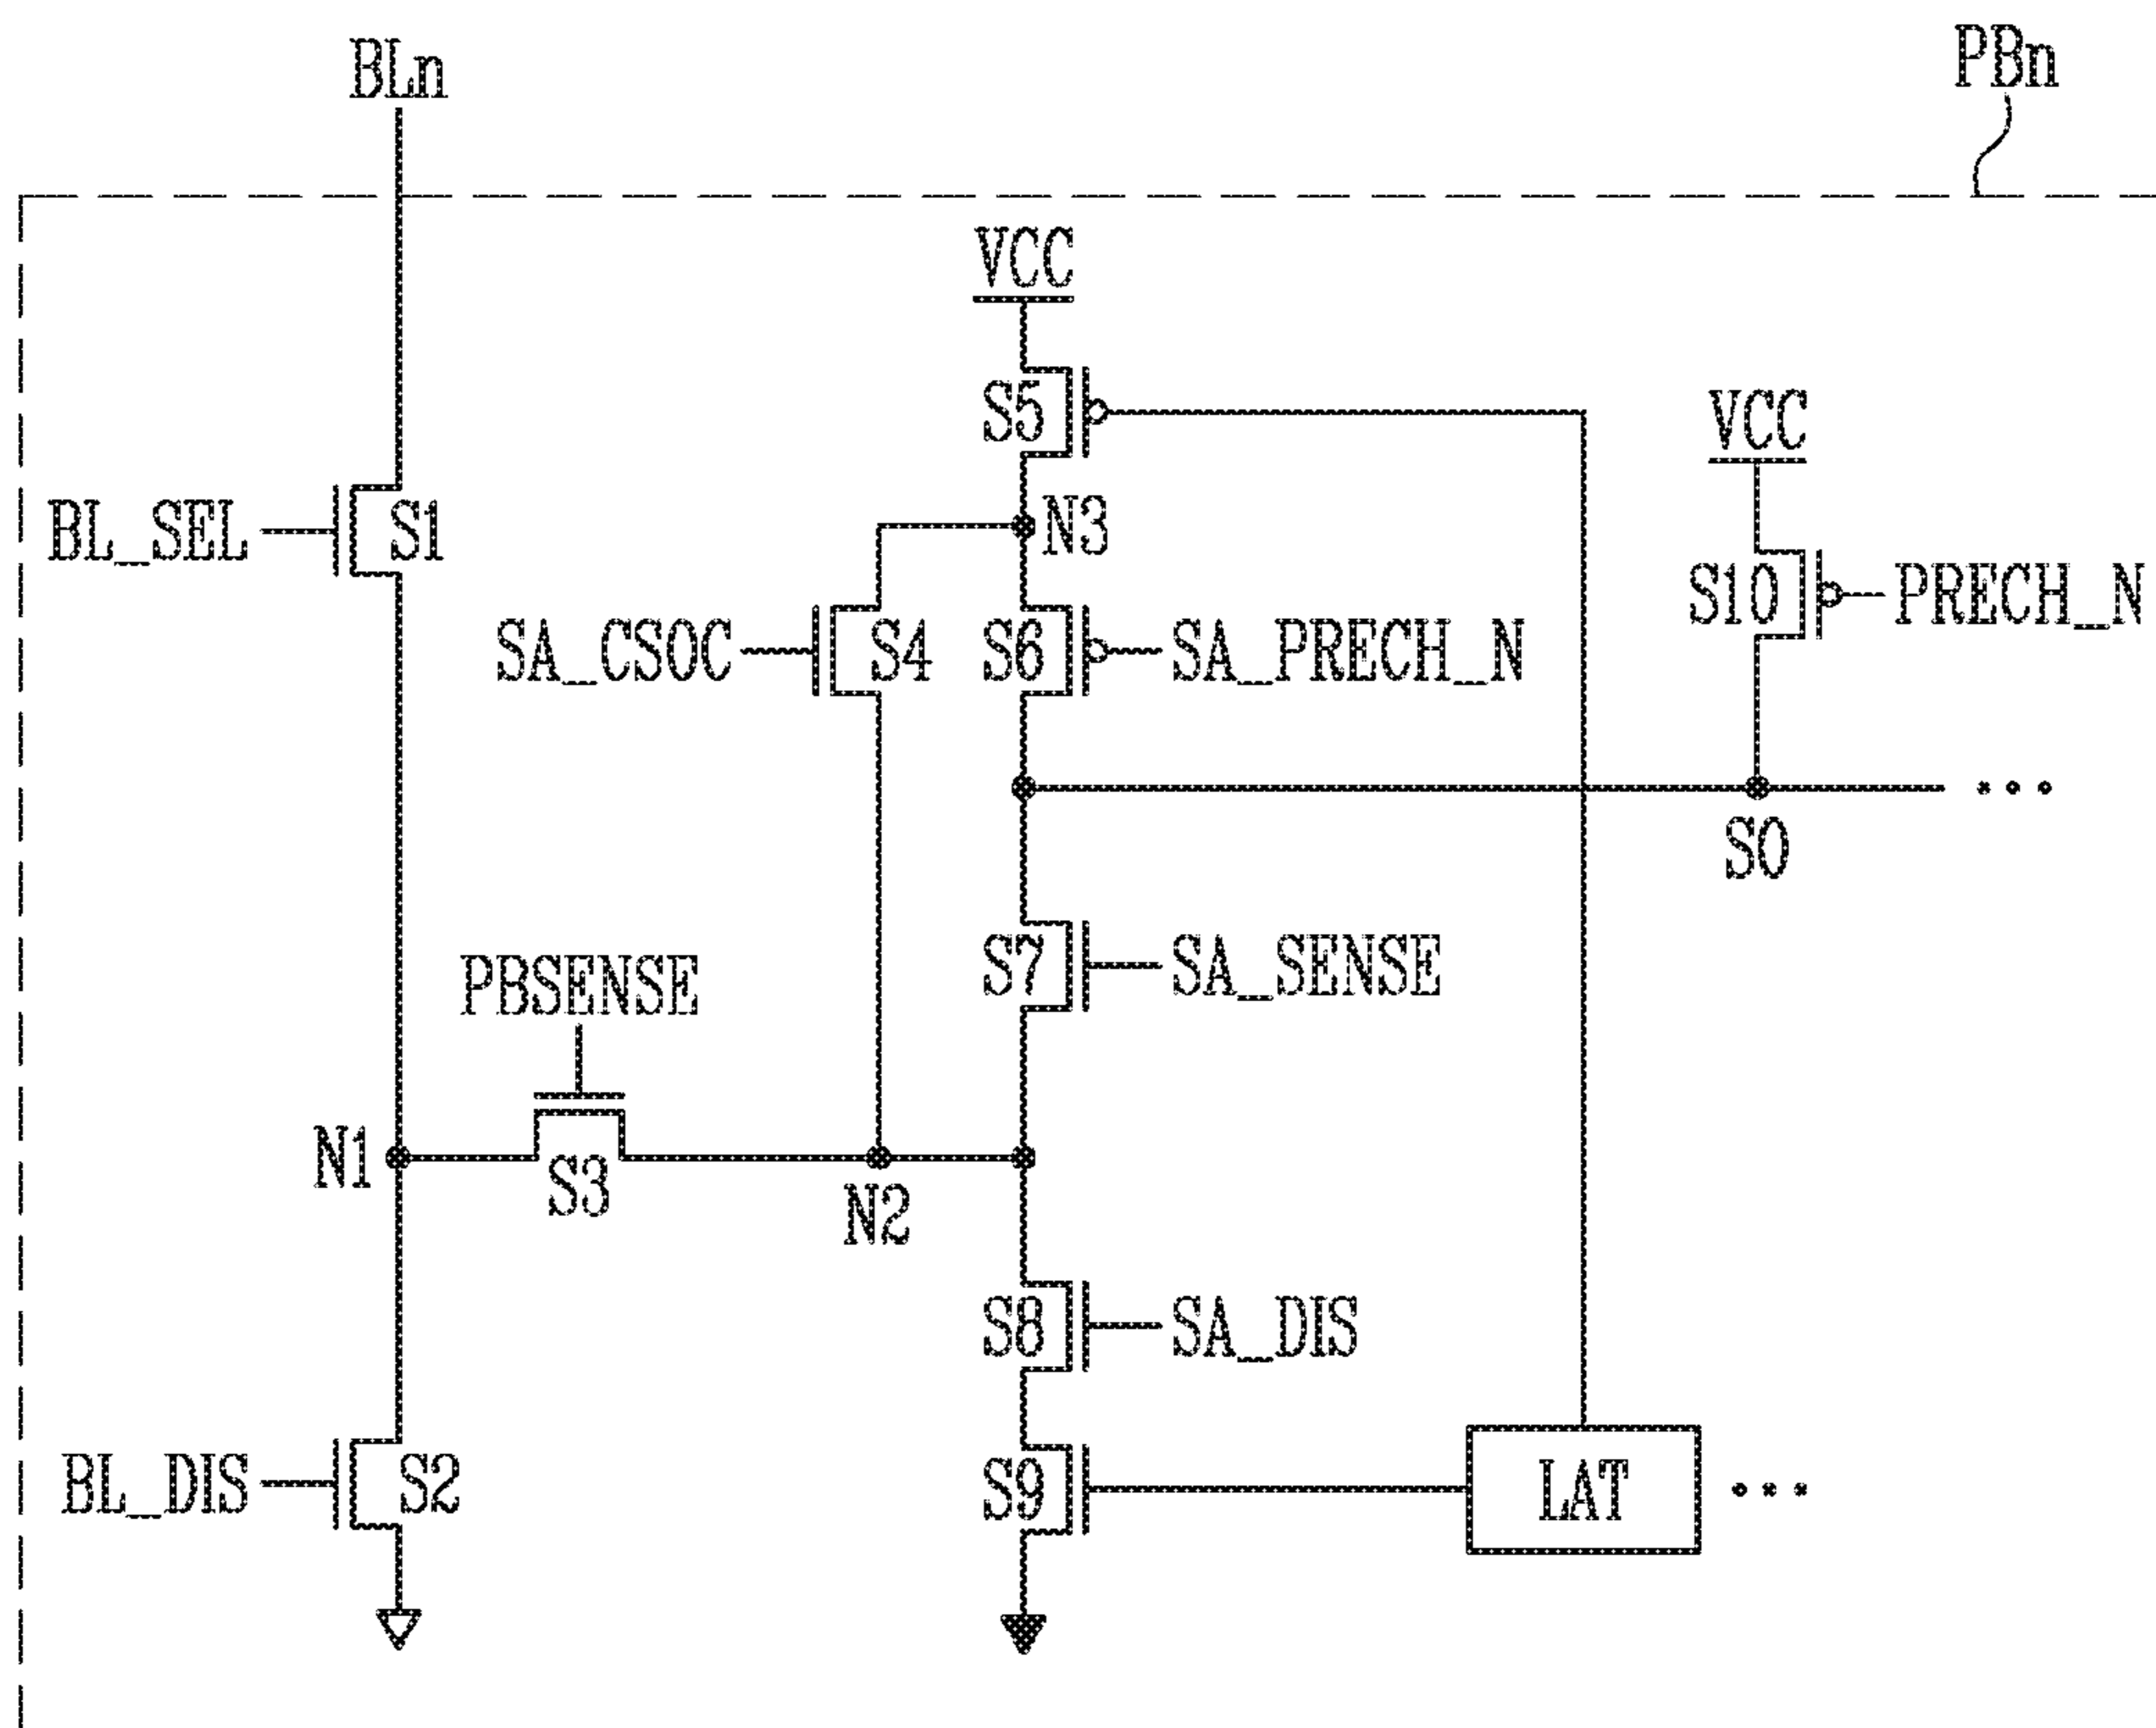 BLn
PBn
VCC
S5
VCC
BL_SEL
S1
N3
S10
PRECH_N
SA_CSOC
S4
S6
SA_PRECH_N
SO
S7
SA_SENSE
PBSENSE
N1
S3
N2
S8
SA_DIS
BL_DIS
S2
S9
LAT